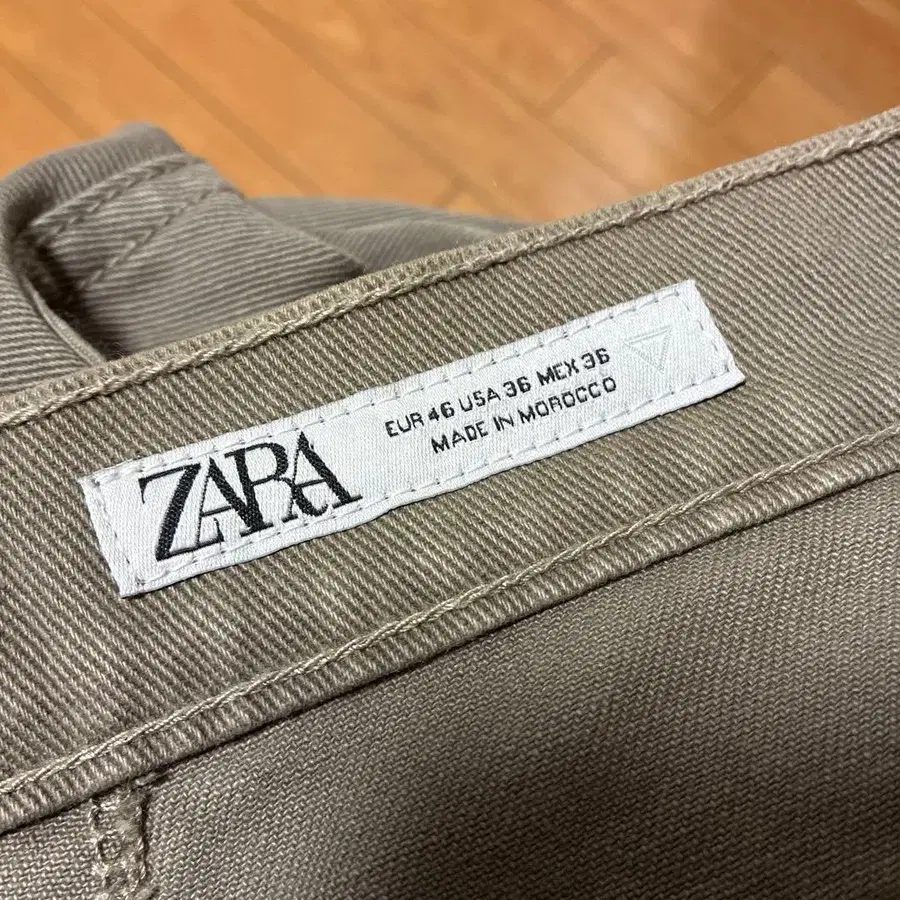 ZARA
EUR 46 USA 36 MEX 36
MADE IN MOROCCO